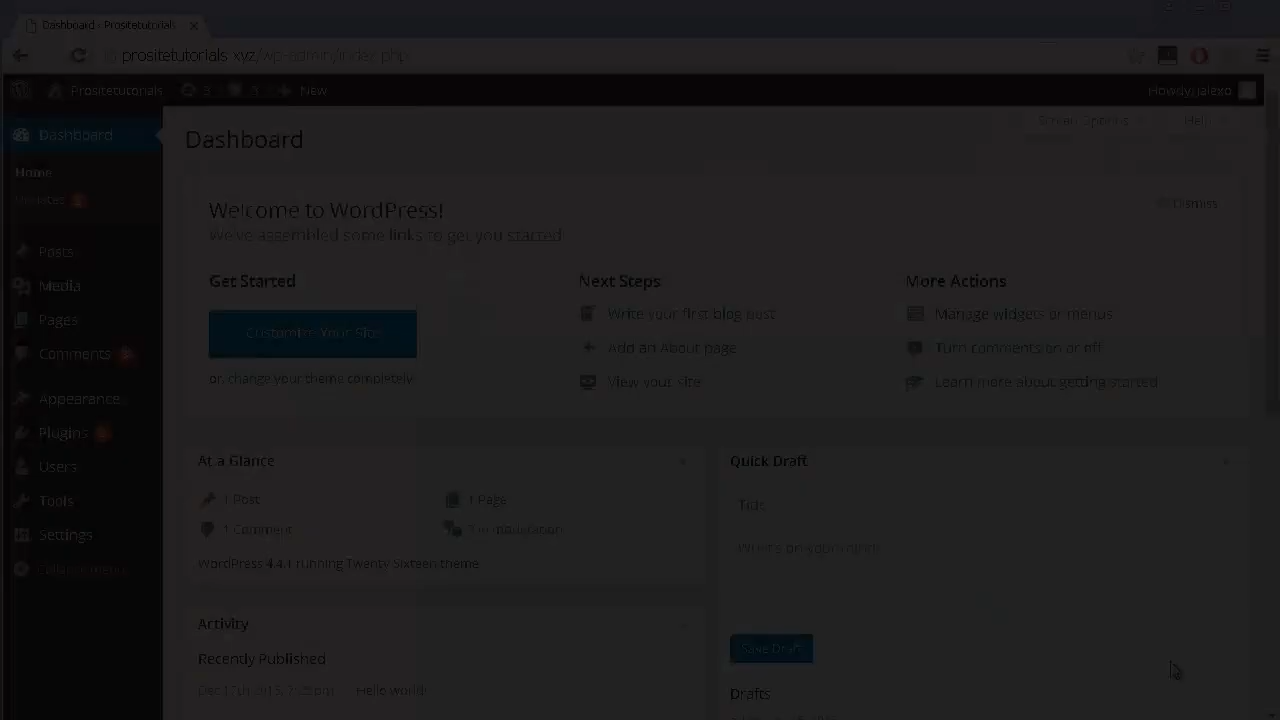 Dashboard ‹ Prositetutorials
prositetutorials.xyz/wp-admin/index.php
Prositetutorials 3 New Howdy, alexo
Dashboard
Screen Options Help
Dashboard
Home
Updates
Welcome to WordPress!
Dismiss
We've assembled some links to get you started
Posts
Media
Pages
Comments
Appearance
Plugins
Users
Tools
Settings
Collapse menu
Get Started
Customize Your Site
or, change your theme completely
Next Steps
Write your first blog post
Add an About page
View your site
More Actions
Manage widgets or menus
Turn comments on or off
Learn more about getting started
At a Glance
1 Post 1 Page
1 Comment in moderation
WordPress 4.4.1 running Twenty Sixteen theme
Activity
Recently Published
Dec 17th 2015, Hello world!
Quick Draft
Title
What's on your mind?
Save Draft
Drafts